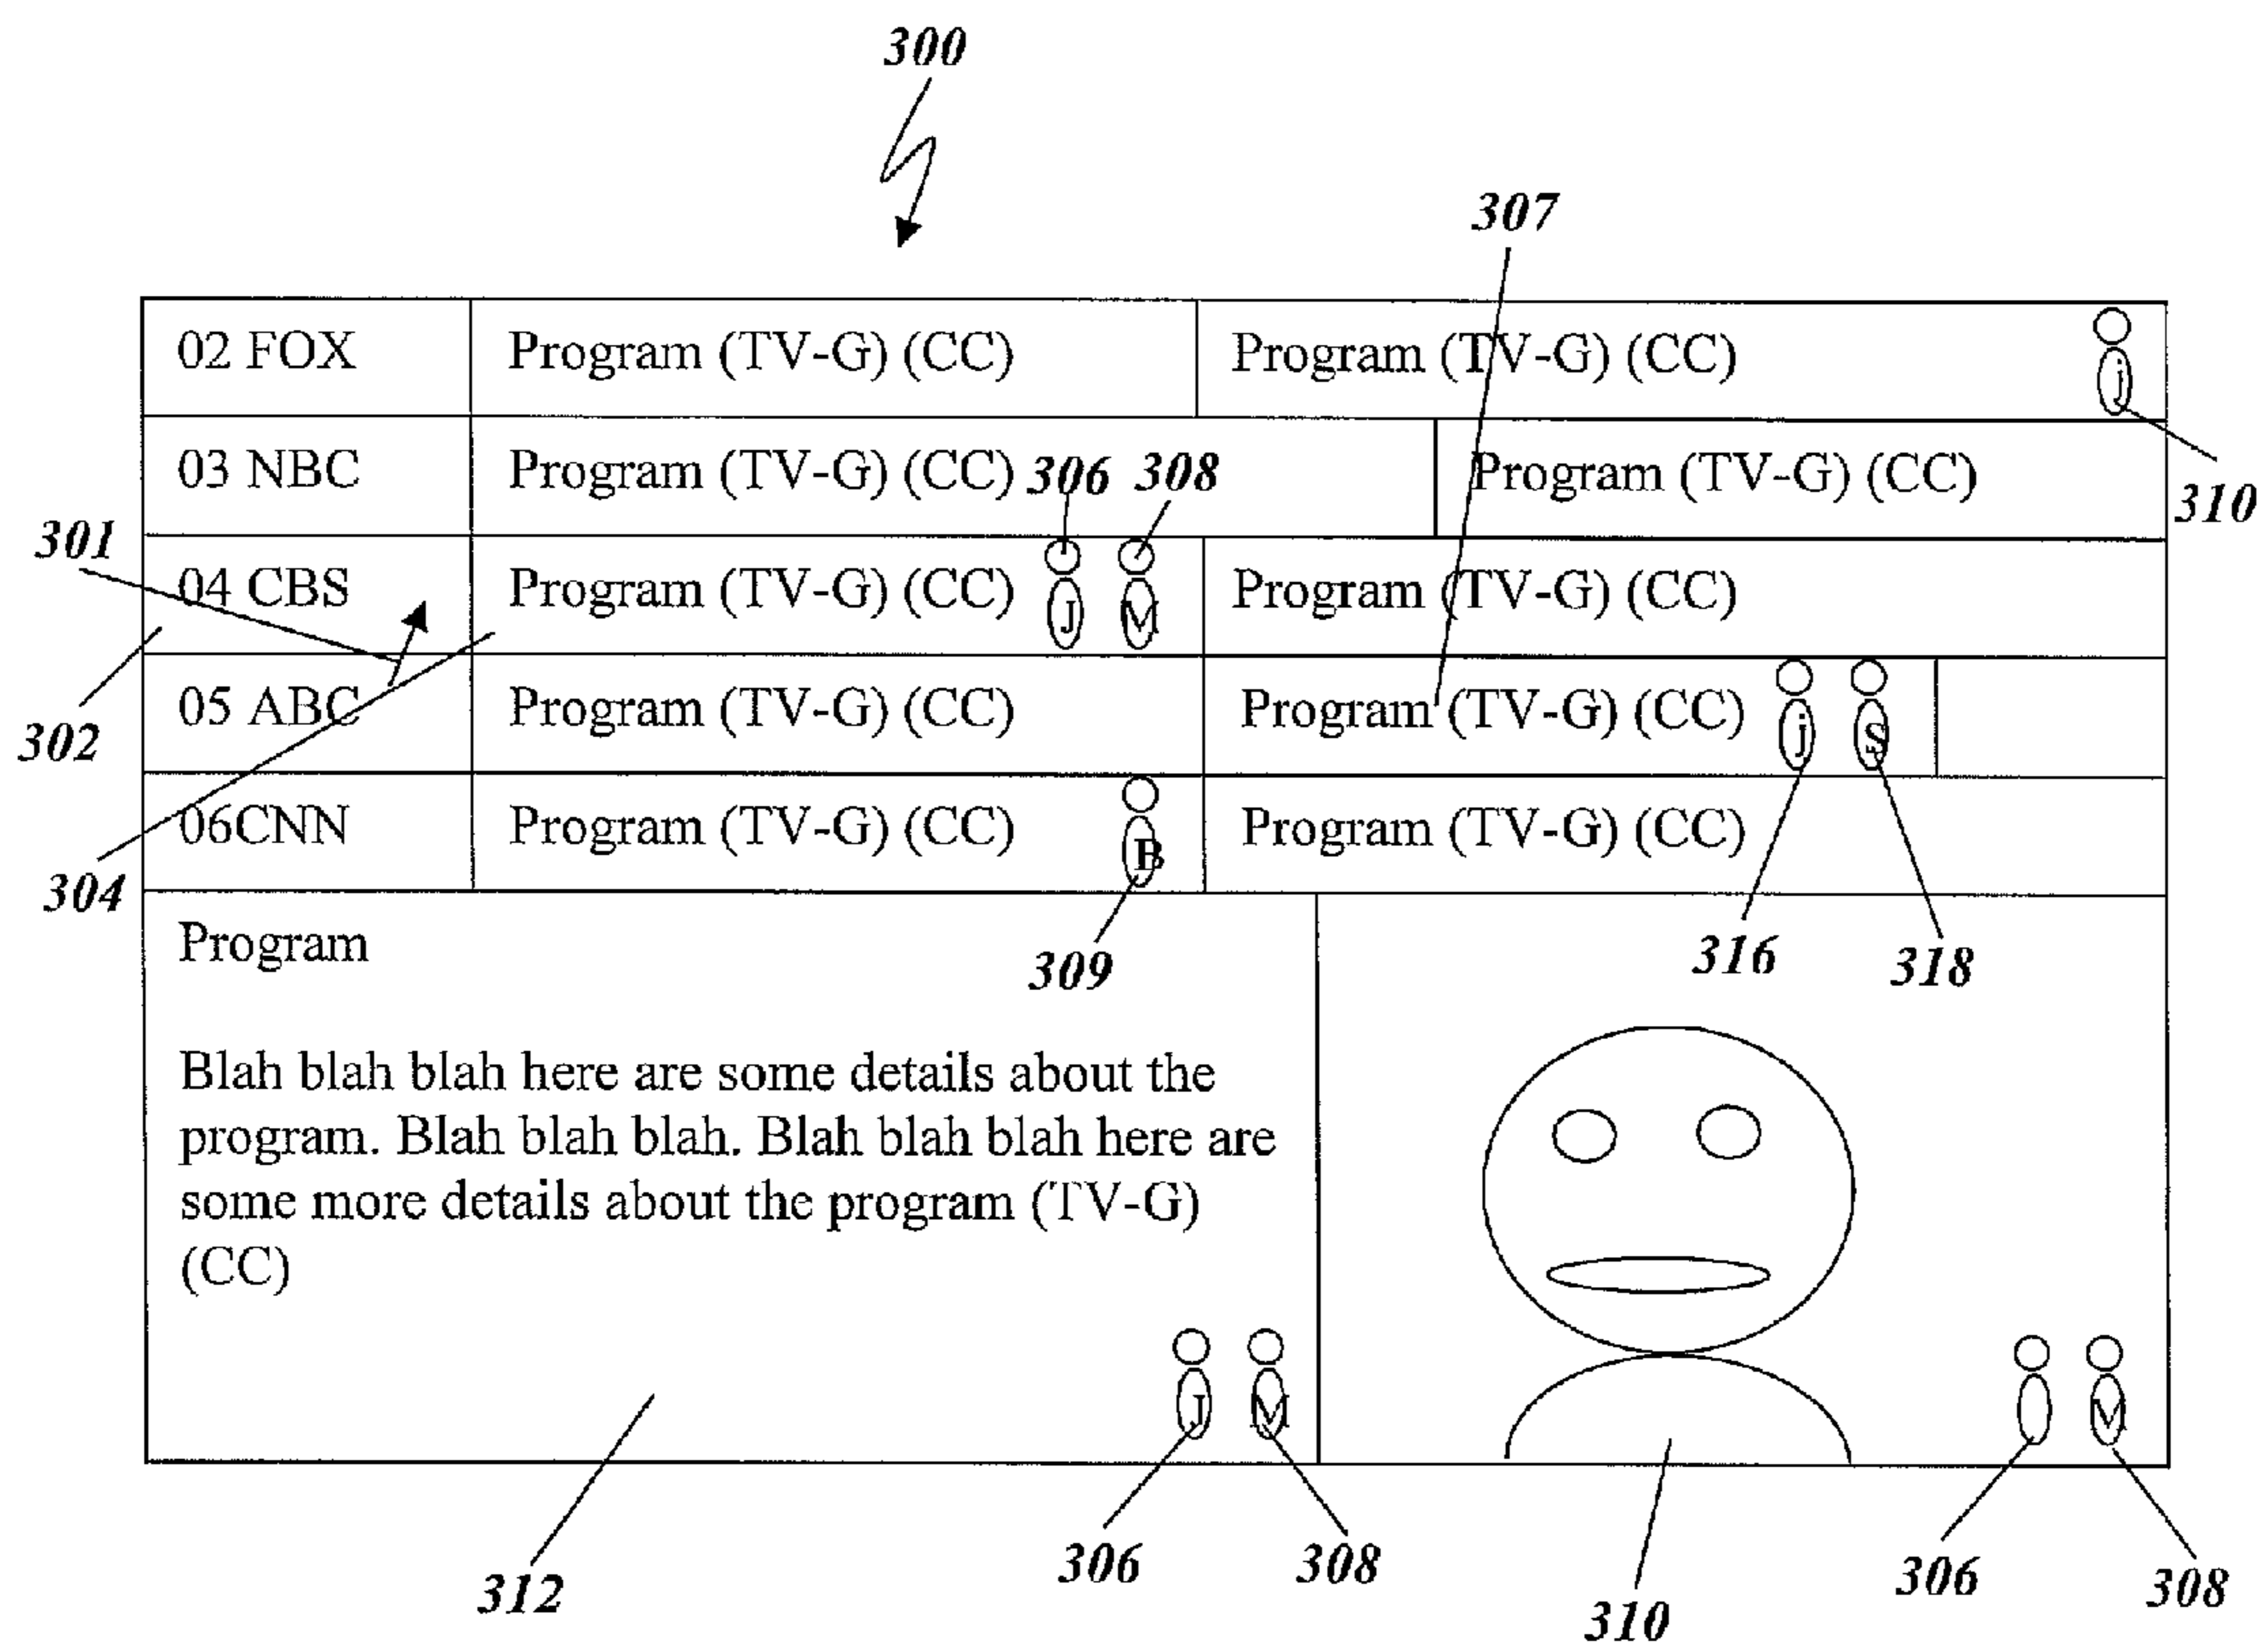 300
307
02 FOX Program (TV-G) (CC) Program (TV-G) (CC) j
310
03 NBC Program (TV-G) (CC) 306 308 Program (TV-G) (CC)
301
04 CBS Program (TV-G) (CC) J M Program (TV-G) (CC)
302
05 ABC Program (TV-G) (CC) Program (TV-G) (CC) j S
06CNN Program (TV-G) (CC) B Program (TV-G) (CC)
304
309
316 318
Program
Blah blah blah here are some details about the
program. Blah blah blah. Blah blah blah here are
some more details about the program (TV-G)
(CC)
J M M
312 306 308 310 306 308